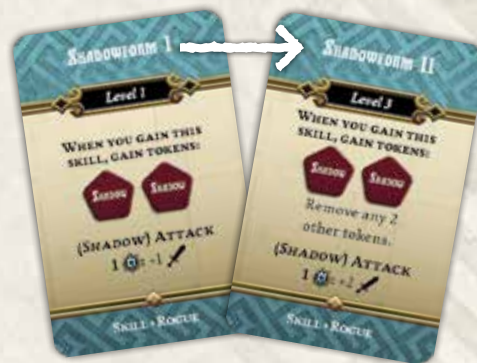 Shadowform I
Level 1
When you gain this
skill, gain tokens:
Shadow Shadow
(Shadow) Attack
1 : +1
Skill • Rogue
Shadowform II
Level 3
When you gain this
skill, gain tokens:
Shadow Shadow
Remove any 2
other tokens.
(Shadow) Attack
1 : +2
Skill • Rogue